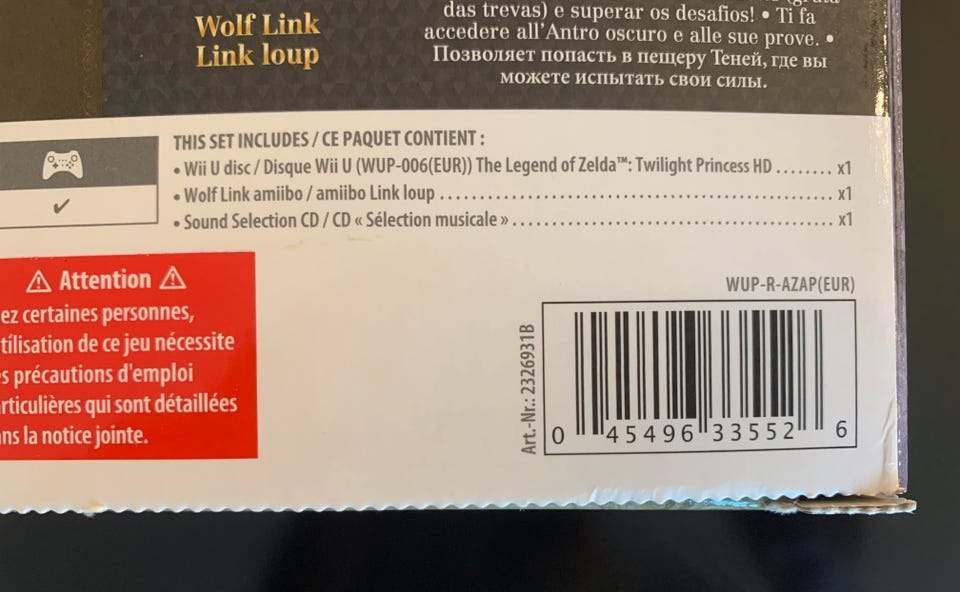 das trevas) e superar os desafios! • Ti fa
accedere all'Antro oscuro e alle sue prove. •
Позволяет попасть в пещеру Теней, где вы
можете испытать свои силы.
Wolf Link
Link loup
THIS SET INCLUDES / CE PAQUET CONTIENT :
• Wii U disc / Disque Wii U (WUP-006(EUR)) The Legend of Zelda™: Twilight Princess HD ........ x1
• Wolf Link amiibo / amiibo Link loup ........ x1
• Sound Selection CD / CD « Sélection musicale » ........ x1
⚠ Attention ⚠
ez certaines personnes,
tilisation de ce jeu nécessite
s précautions d'emploi
rticulières qui sont détaillées
ns la notice jointe.
WUP-R-AZAP(EUR)
Art.-Nr.: 2326931B
0 45496 33552 6